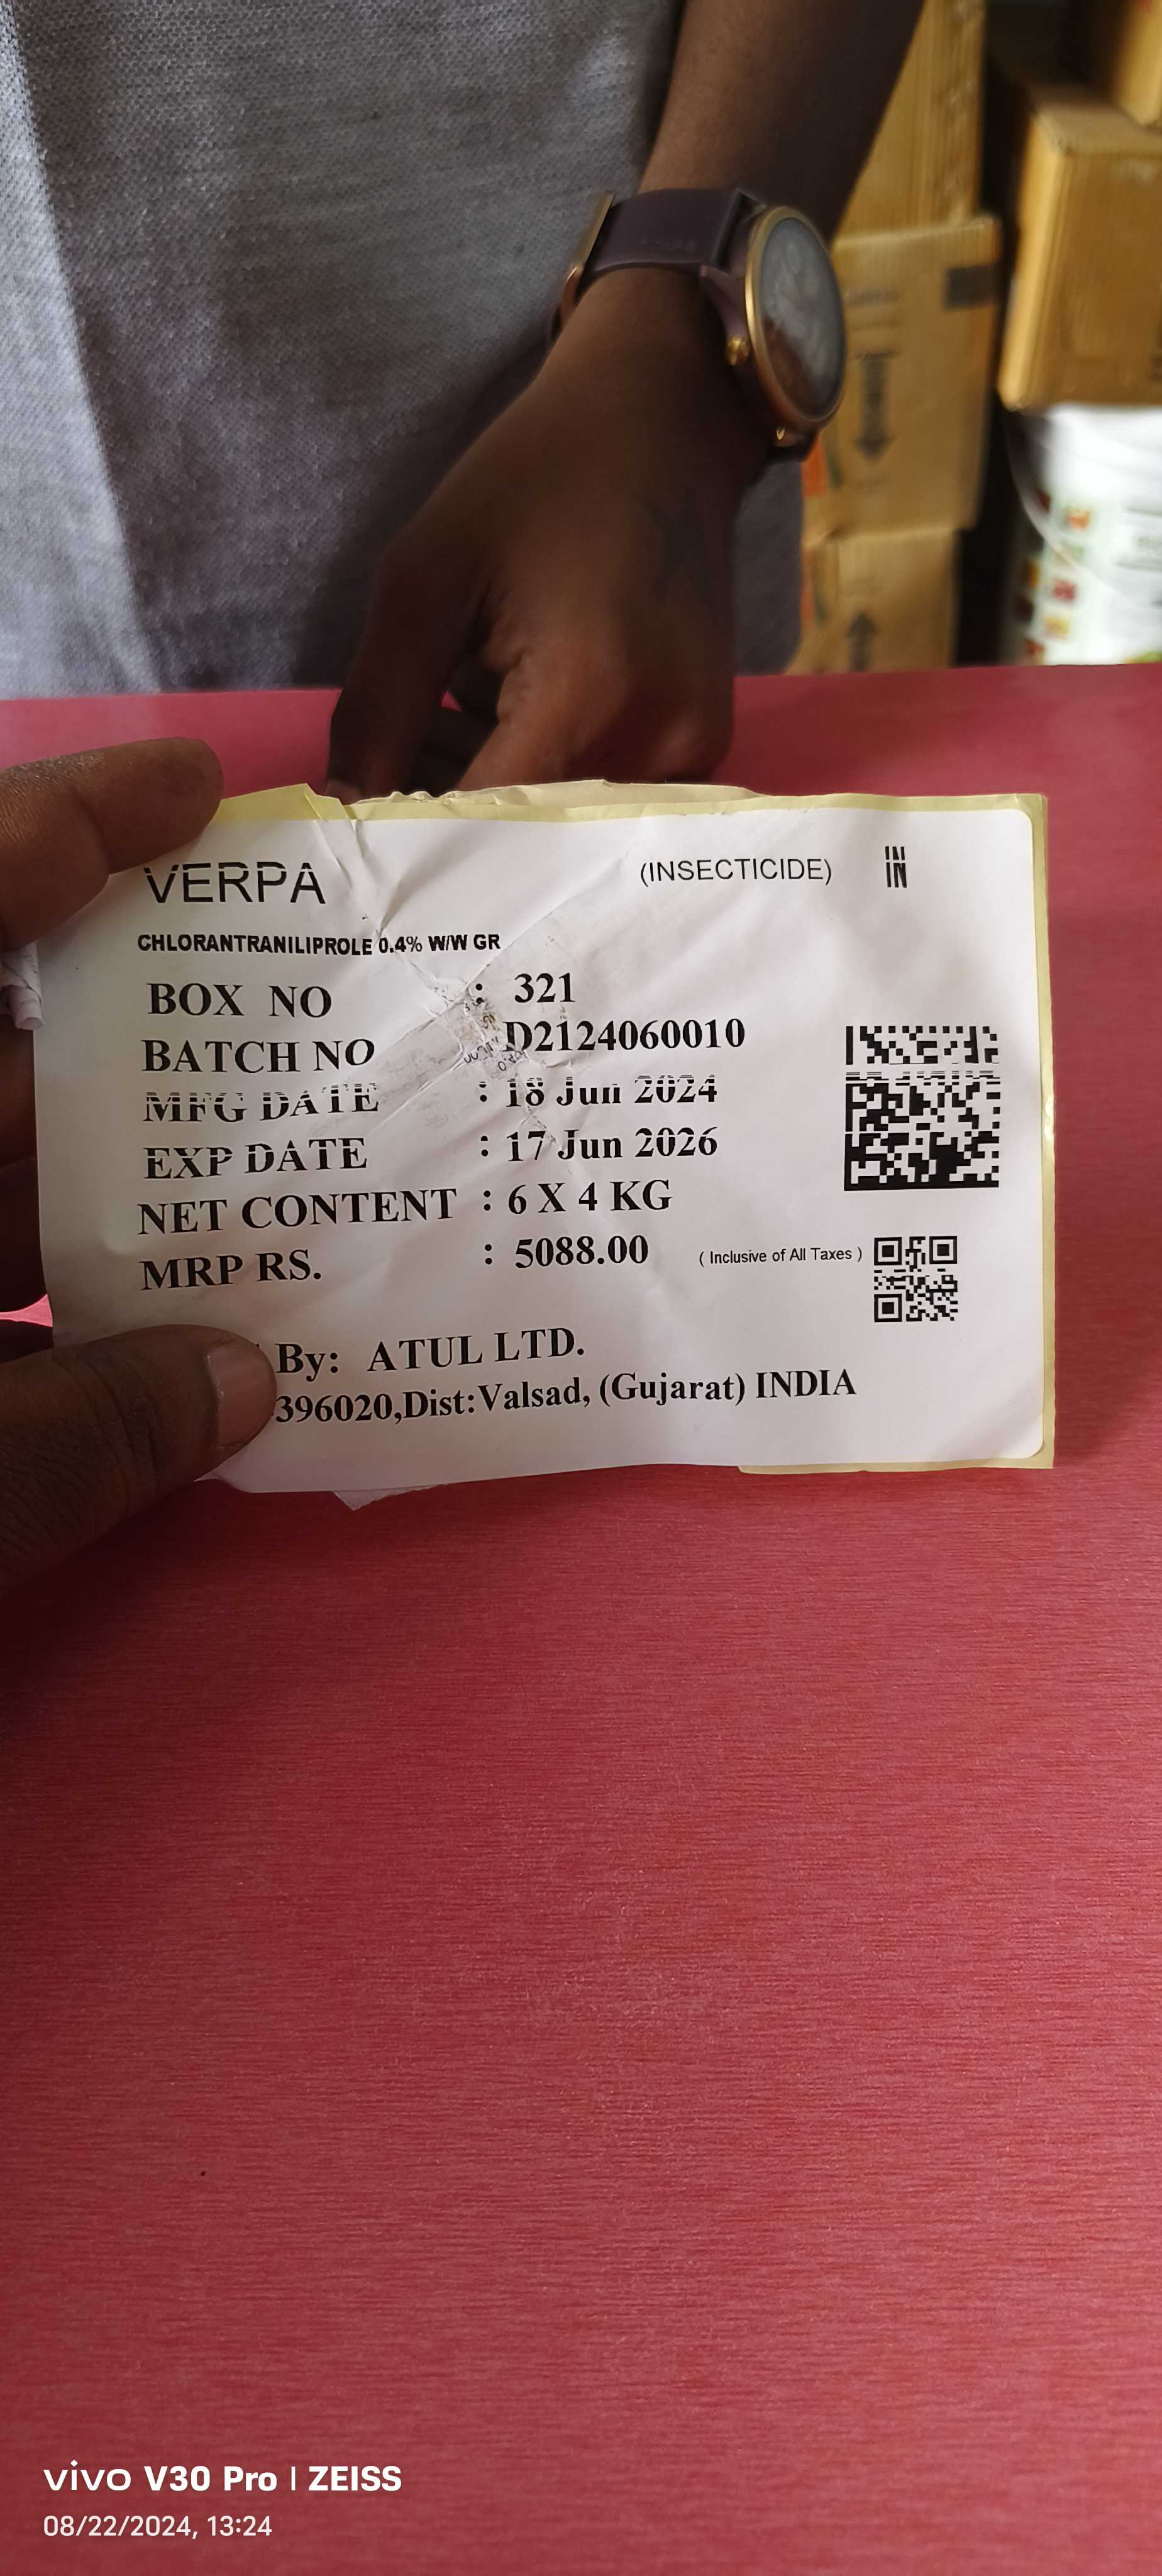 VERPA (INSECTICIDE) IN
CHLORANTRANILIPROLE 0.4% W/W GR
BOX NO : 321
BATCH NO D2124060010
MFG DATE : 18 Jun 2024
EXP DATE : 17 Jun 2026
NET CONTENT : 6 X 4 KG
MRP RS. : 5088.00 ( Inclusive of All Taxes )
By: ATUL LTD.
396020,Dist:Valsad, (Gujarat) INDIA
vivo V30 Pro | ZEISS
08/22/2024, 13:24